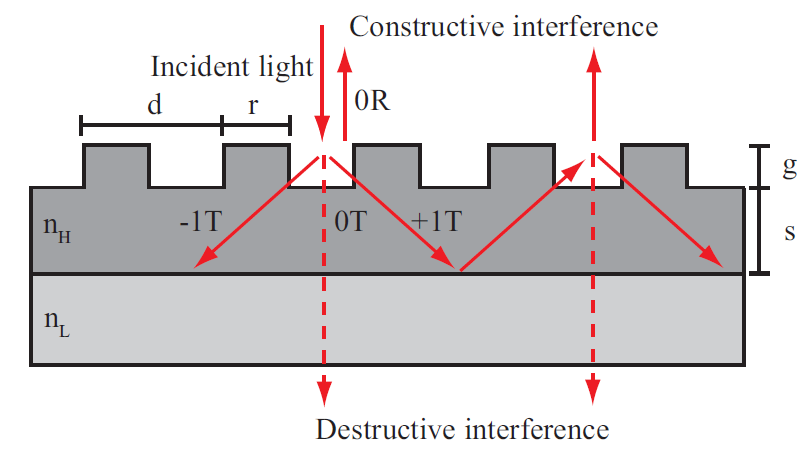 Constructive interference
Incident light
d
r
0R
g
n_H
-1T
0T
+1T
s
n_L
Destructive interference